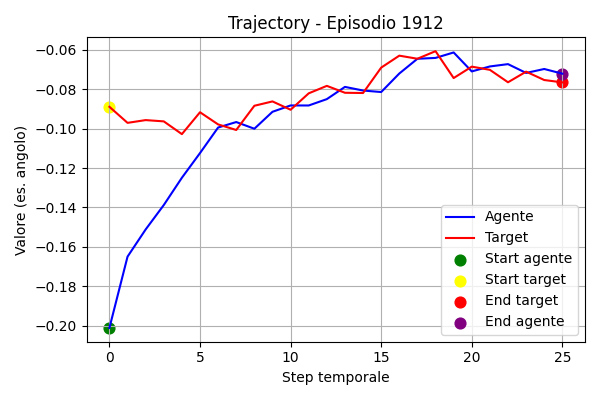 Trajectory - Episodio 1912
Valore (es. angolo)
−0.06
−0.08
−0.10
−0.12
−0.14
−0.16
−0.18
−0.20
0
5
10
15
20
25
Step temporale
Agente
Target
Start agente
Start target
End target
End agente